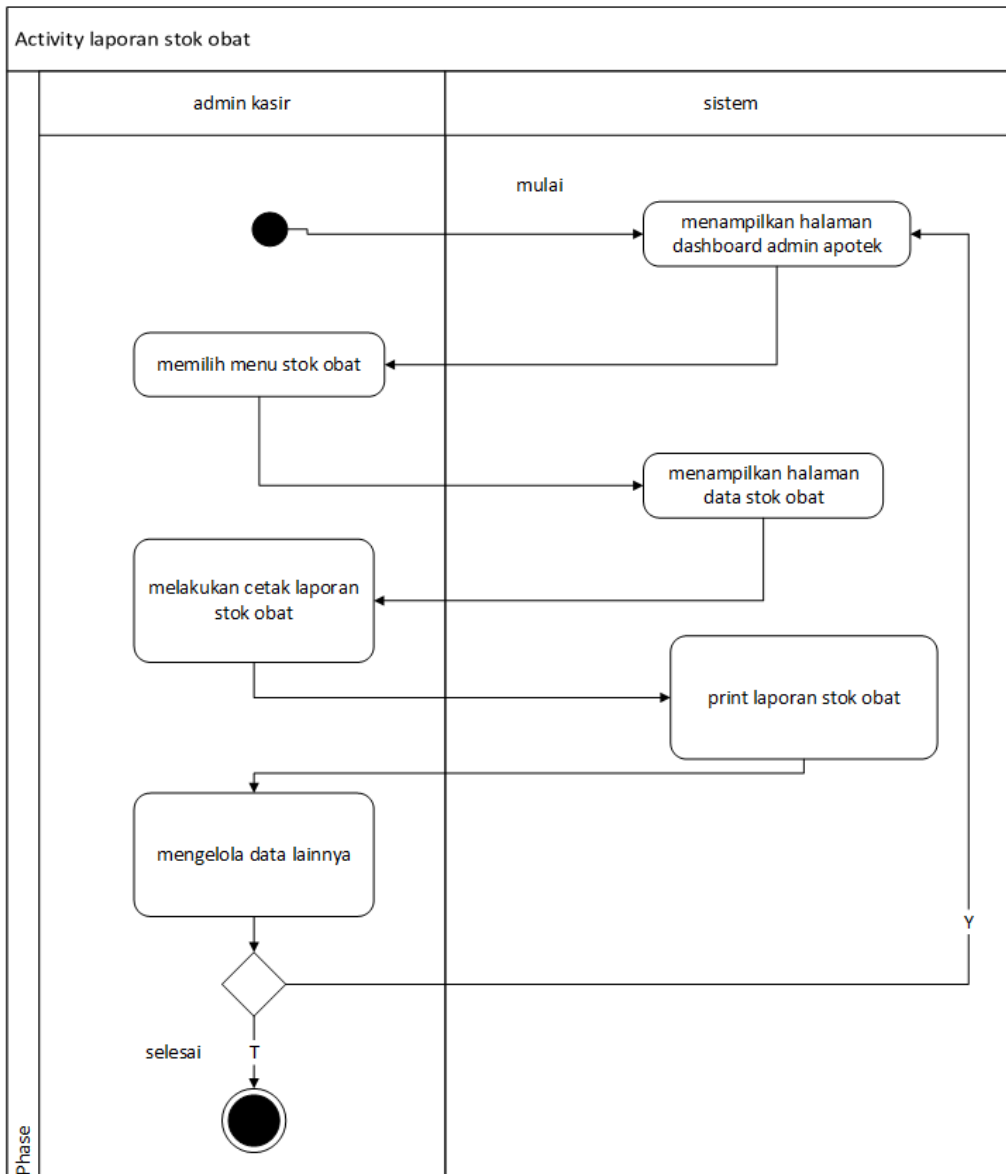 Activity laporan stok obat
admin kasir
sistem
mulai
menampilkan halaman
dashboard admin apotek
memilih menu stok obat
menampilkan halaman
data stok obat
melakukan cetak laporan
stok obat
print laporan stok obat
mengelola data lainnya
Y
selesai
T
Phase